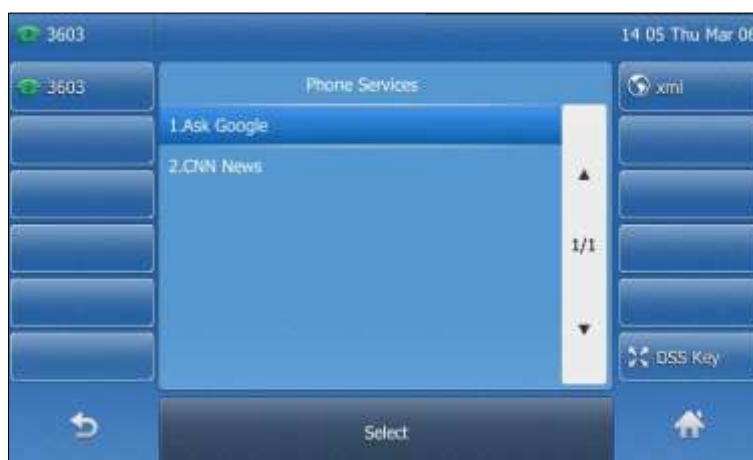 3603
14 05 Thu Mar 06
3603
Phone Services
xml
1.Ask Google
2.CNN News
1/1
DSS Key
Select